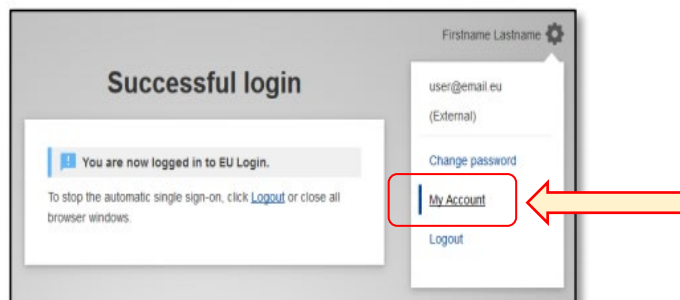 Firstname Lastname
Successful login
user@email.eu
(External)
You are now logged in to EU Login.
Change password
To stop the automatic single sign-on, click Logout or close all
browser windows.
My Account
Logout